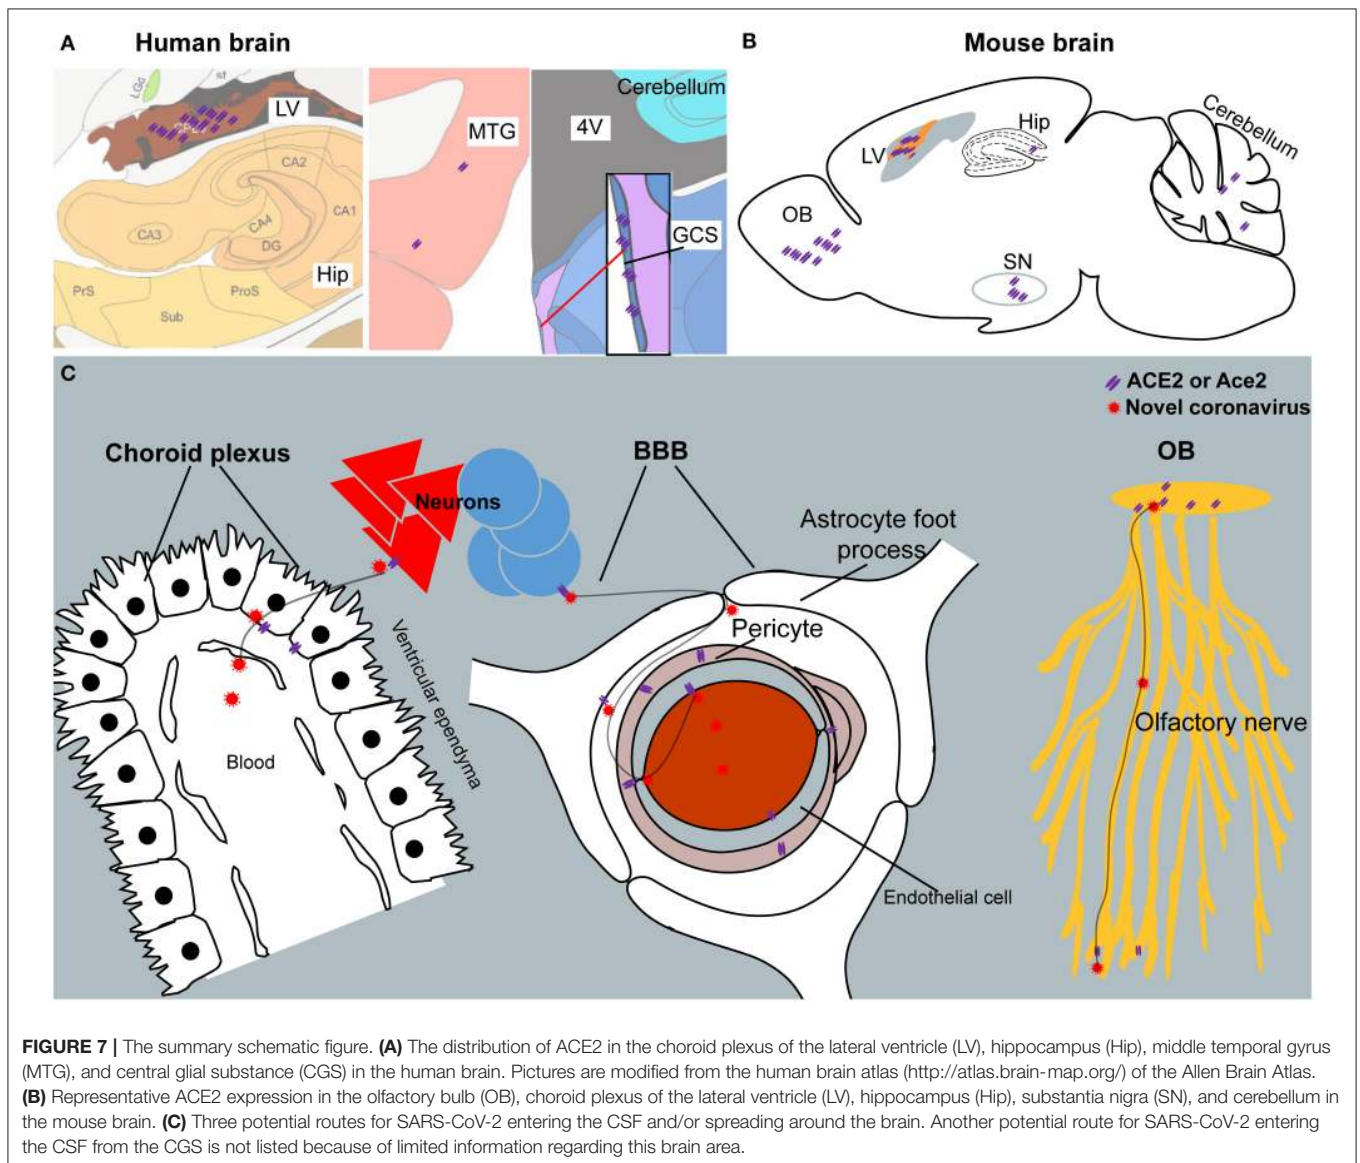 A
Human brain
B
Mouse brain
LGd
st
LV
CPLV
CA2
CA1
CA3
CA4
DG
Hip
PrS
ProS
Sub
MTG
4V
Cerebellum
GCS
LV
Hip
Cerebellum
OB
SN
C
ACE2 or Ace2
Novel coronavirus
Choroid plexus
Neurons
BBB
OB
Astrocyte foot
process
Pericyte
Ventricular ependyma
Blood
Olfactory nerve
Endothelial cell
FIGURE 7 | The summary schematic figure. (A) The distribution of ACE2 in the choroid plexus of the lateral ventricle (LV), hippocampus (Hip), middle temporal gyrus
(MTG), and central glial substance (CGS) in the human brain. Pictures are modified from the human brain atlas (http://atlas.brain-map.org/) of the Allen Brain Atlas.
(B) Representative ACE2 expression in the olfactory bulb (OB), choroid plexus of the lateral ventricle (LV), hippocampus (Hip), substantia nigra (SN), and cerebellum in
the mouse brain. (C) Three potential routes for SARS-CoV-2 entering the CSF and/or spreading around the brain. Another potential route for SARS-CoV-2 entering
the CSF from the CGS is not listed because of limited information regarding this brain area.